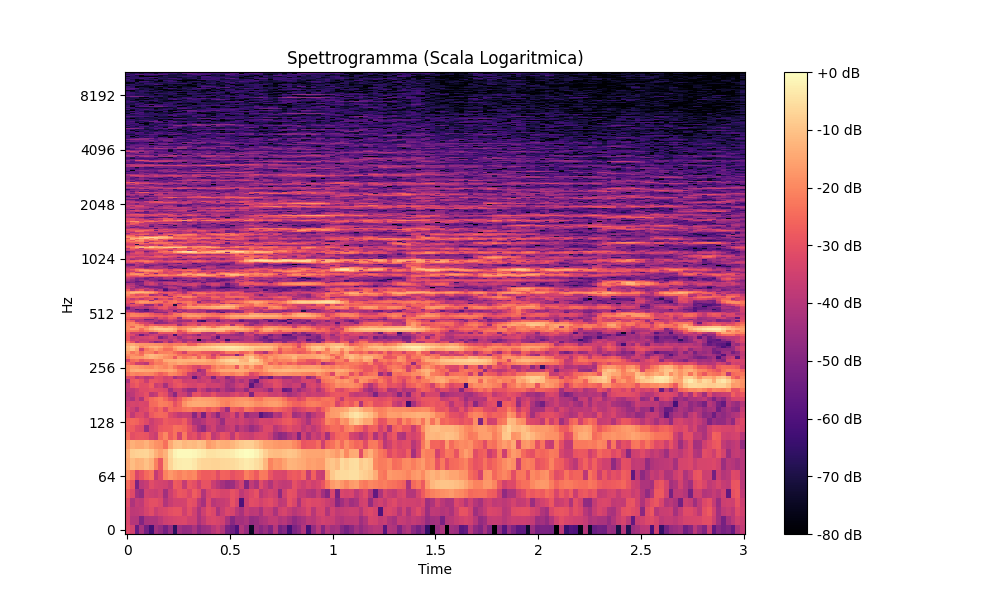 Spettrogramma (Scala Logaritmica)
Hz
8192
4096
2048
1024
512
256
128
64
0
0
0.5
1
1.5
2
2.5
3
Time
+0 dB
-10 dB
-20 dB
-30 dB
-40 dB
-50 dB
-60 dB
-70 dB
-80 dB